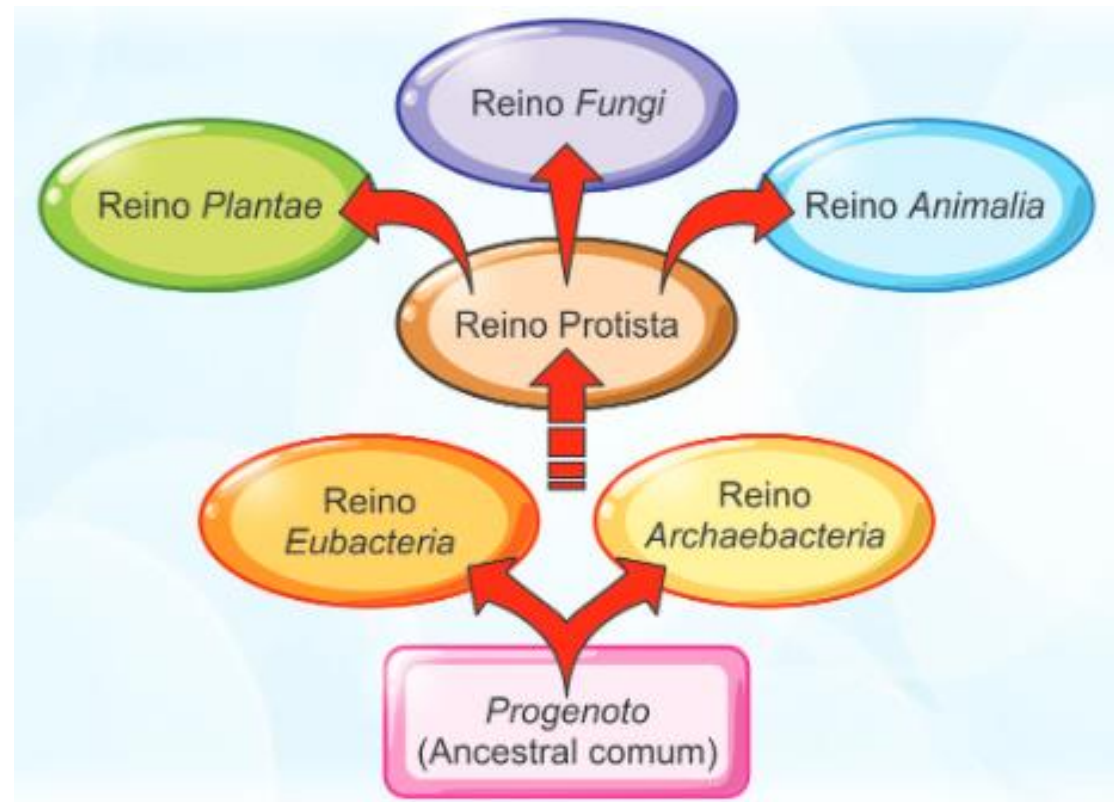 Reino Fungi
Reino Plantae
Reino Animalia
Reino Protista
Reino
Eubacteria
Reino
Archaebacteria
Progenoto
(Ancestral comum)